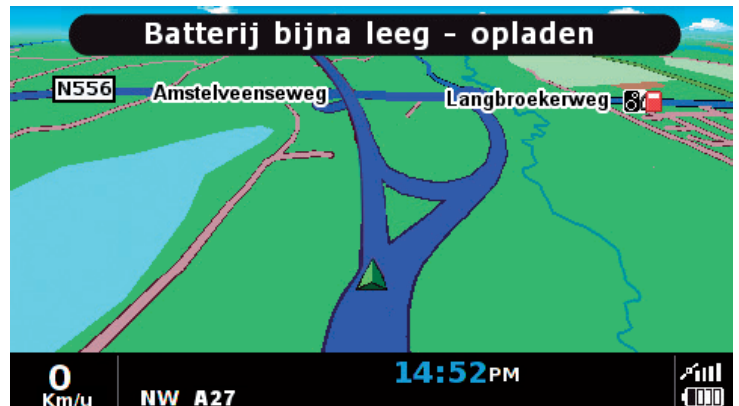 Batterij bijna leeg - opladen
N556
Amstelveenseweg
Langbroekerweg
14:52PM
0
Km/u
NW A27